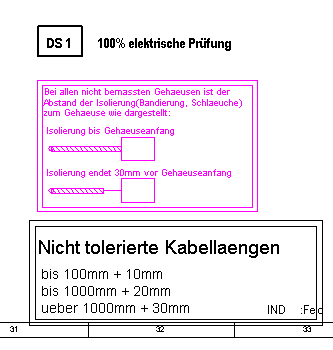 DS 1 100% elektrische Prüfung
Bei allen nicht bemassten Gehaeusen ist der
Abstand der Isolierung(Bandierung, Schlaeuche)
zum Gehaeuse wie dargestellt:
Isolierung bis Gehaeuseanfang
Isolierung endet 30mm vor Gehaeuseanfang
Nicht tolerierte Kabellaengen
bis 100mm + 10mm
bis 1000mm + 20mm
ueber 1000mm + 30mm
IND :Feld
31 32 33